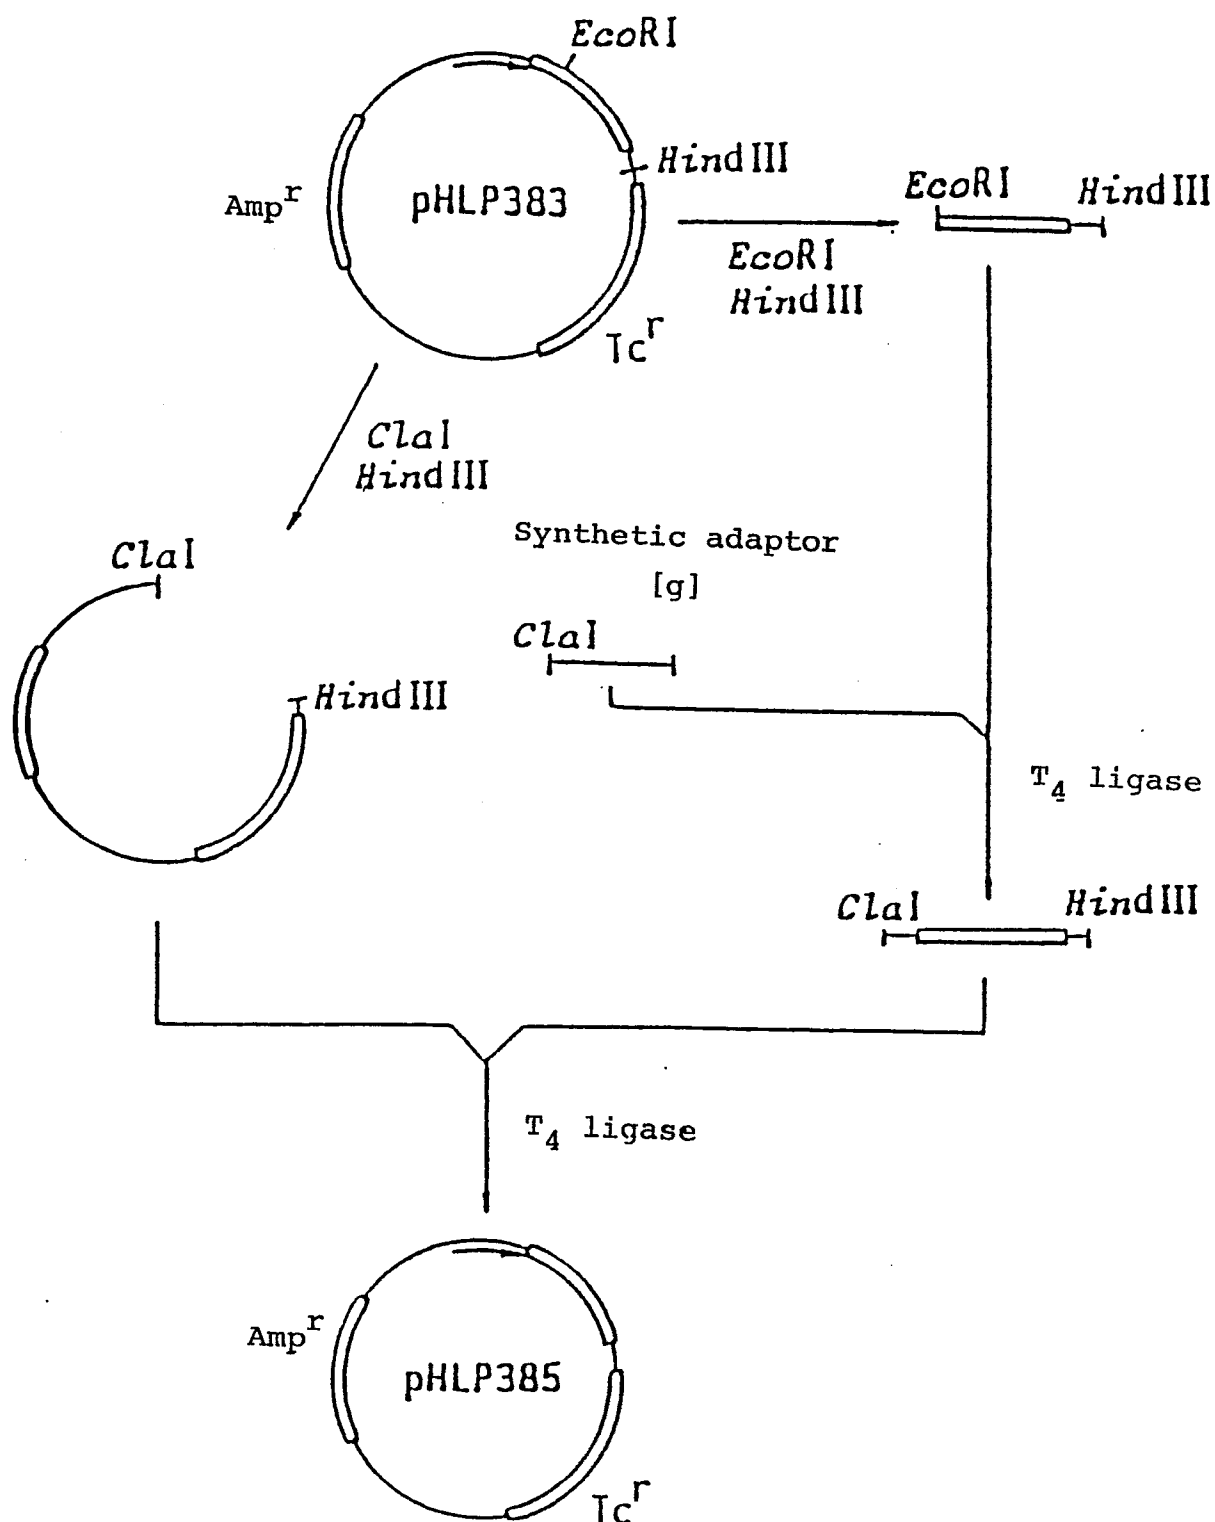 EcoRI
HindIII
Amp^r
pHLP383
EcoRI
HindIII
EcoRI
HindIII
Tc^r
ClaI
HindIII
Synthetic adaptor
[g]
ClaI
ClaI
HindIII
T4 ligase
ClaI
HindIII
T4 ligase
Amp^r
pHLP385
Tc^r